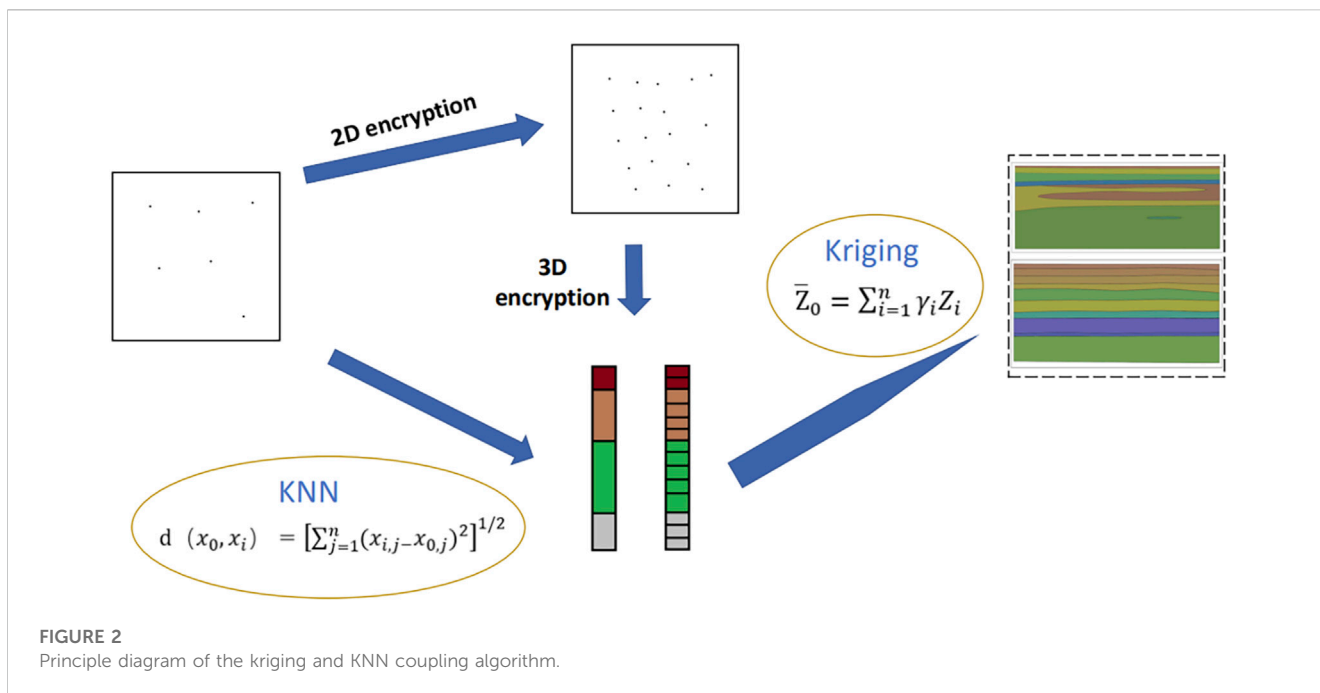 2D encryption
3D
encryption
Kriging
Z̅₀ = ∑ⁿᵢ₌₁ γᵢZᵢ
KNN
d (x₀, xᵢ) = [∑ⁿⱼ₌₁(xᵢ,ⱼ−x₀,ⱼ)²]^{1/2}
FIGURE 2
Principle diagram of the kriging and KNN coupling algorithm.